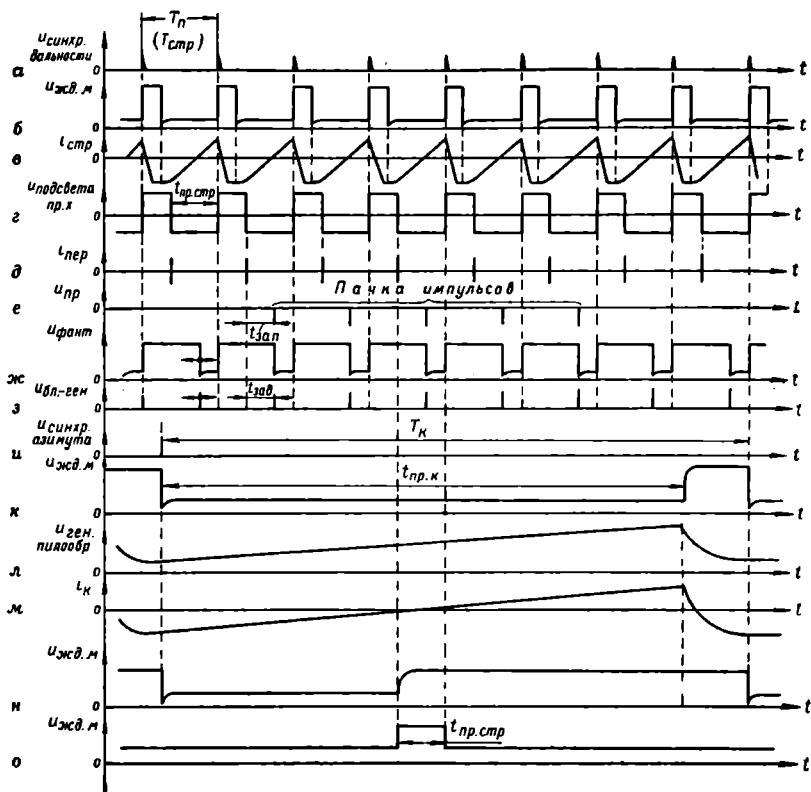 Tп
(Tстр)
uсинхр.
дальности
а 0 t
uжд.м
б 0 t
iстр
в 0 t
uподсвета
пр.х
tпр.стр
г 0 t
iпер
д 0 t
uпр
Пачка импульсов
е 0 t
tзап
uфант
ж 0 t
uбл.-ген
tзад
з 0 t
uсинхр.
азимута
Tк
и 0 t
uжд.м
tпр.к
к 0 t
uген.
пилообр
л 0 t
iк
м 0 t
uжд.м
н 0 t
uжд.м
tпр.стр
о 0 t